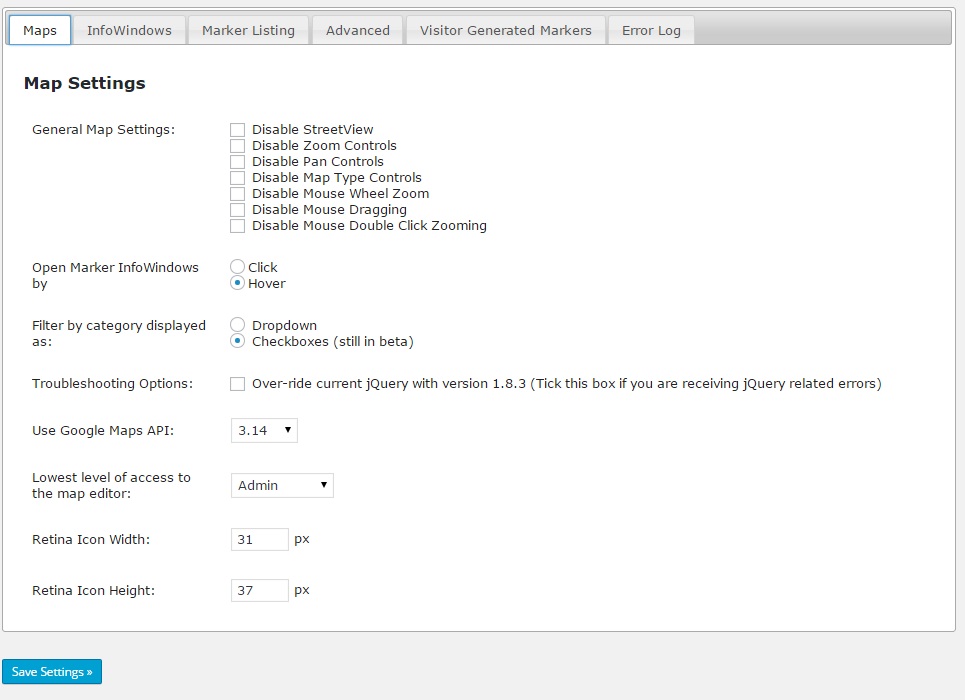 Maps InfoWindows Marker Listing Advanced Visitor Generated Markers Error Log
Map Settings
General Map Settings: Disable StreetView
Disable Zoom Controls
Disable Pan Controls
Disable Map Type Controls
Disable Mouse Wheel Zoom
Disable Mouse Dragging
Disable Mouse Double Click Zooming
Open Marker InfoWindows Click
by Hover
Filter by category displayed Dropdown
as: Checkboxes (still in beta)
Troubleshooting Options: Over-ride current jQuery with version 1.8.3 (Tick this box if you are receiving jQuery related errors)
Use Google Maps API: 3.14
Lowest level of access to
the map editor: Admin
Retina Icon Width: 31 px
Retina Icon Height: 37 px
Save Settings »